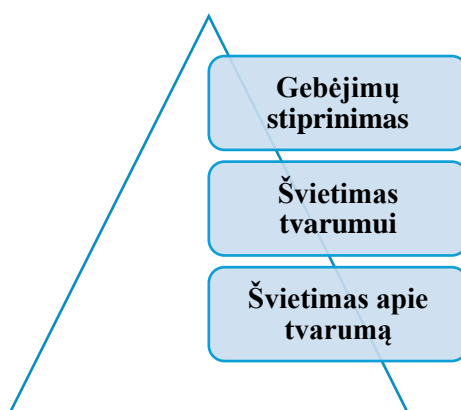 Gebėjimų
stiprinimas
Švietimas
tvarumui
Švietimas apie
tvarumą